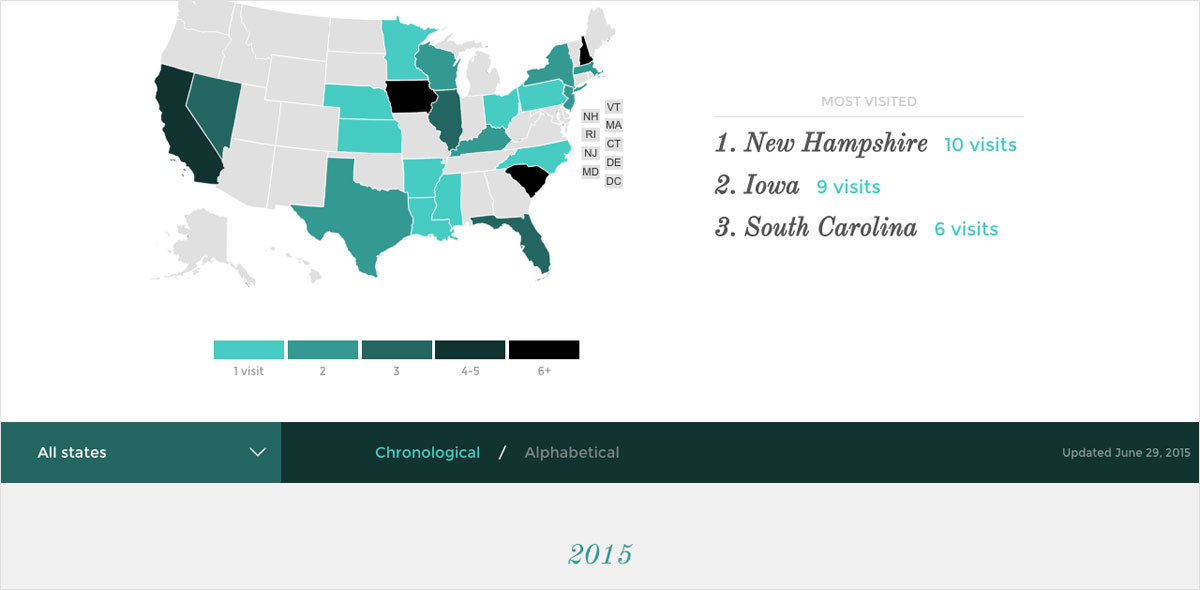 VT
NH
MA
RI
CT
NJ
DE
MD
DC
MOST VISITED
1. New Hampshire 10 visits
2. Iowa 9 visits
3. South Carolina 6 visits
1 visit 2 3 4-5 6+
All states Chronological / Alphabetical Updated June 29, 2015
2015